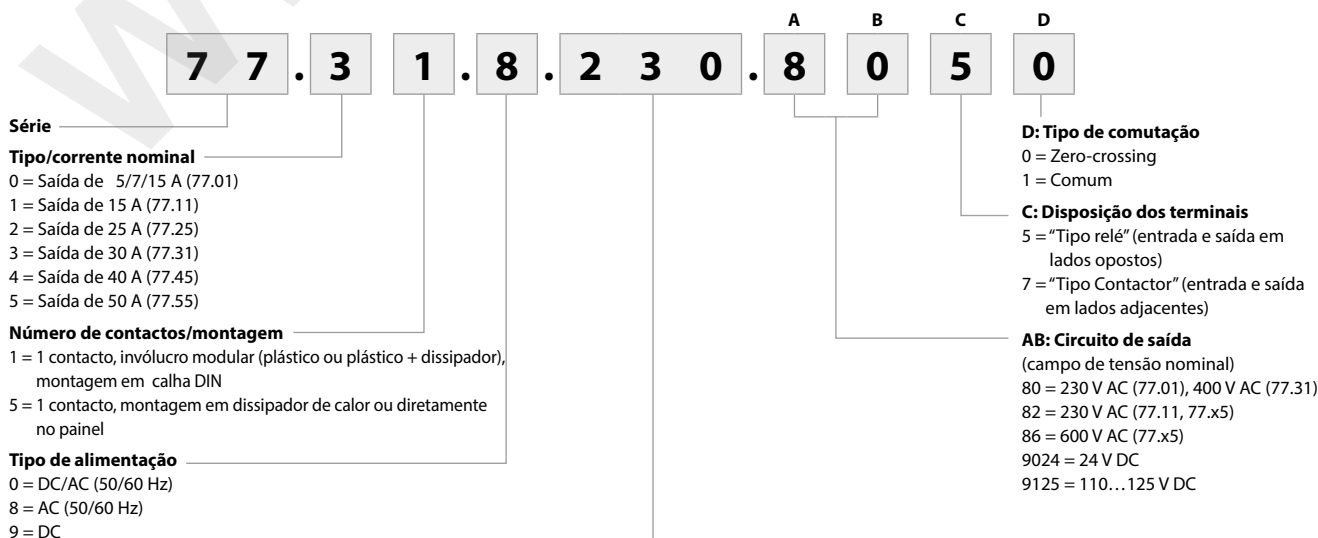 A B C D
7 7 . 3 1 . 8 . 2 3 0 . 8 0 5 0
Série
Tipo/corrente nominal
0 = Saída de 5/7/15 A (77.01)
1 = Saída de 15 A (77.11)
2 = Saída de 25 A (77.25)
3 = Saída de 30 A (77.31)
4 = Saída de 40 A (77.45)
5 = Saída de 50 A (77.55)
Número de contactos/montagem
1 = 1 contacto, invólucro modular (plástico ou plástico + dissipador),
montagem em calha DIN
5 = 1 contacto, montagem em dissipador de calor ou diretamente
no painel
Tipo de alimentação
0 = DC/AC (50/60 Hz)
8 = AC (50/60 Hz)
9 = DC
D: Tipo de comutação
0 = Zero-crossing
1 = Comum
C: Disposição dos terminais
5 = "Tipo relé" (entrada e saída em
lados opostos)
7 = "Tipo Contactor" (entrada e saída
em lados adjacentes)
AB: Circuito de saída
(campo de tensão nominal)
80 = 230 V AC (77.01), 400 V AC (77.31)
82 = 230 V AC (77.11, 77.x5)
86 = 600 V AC (77.x5)
9024 = 24 V DC
9125 = 110…125 V DC